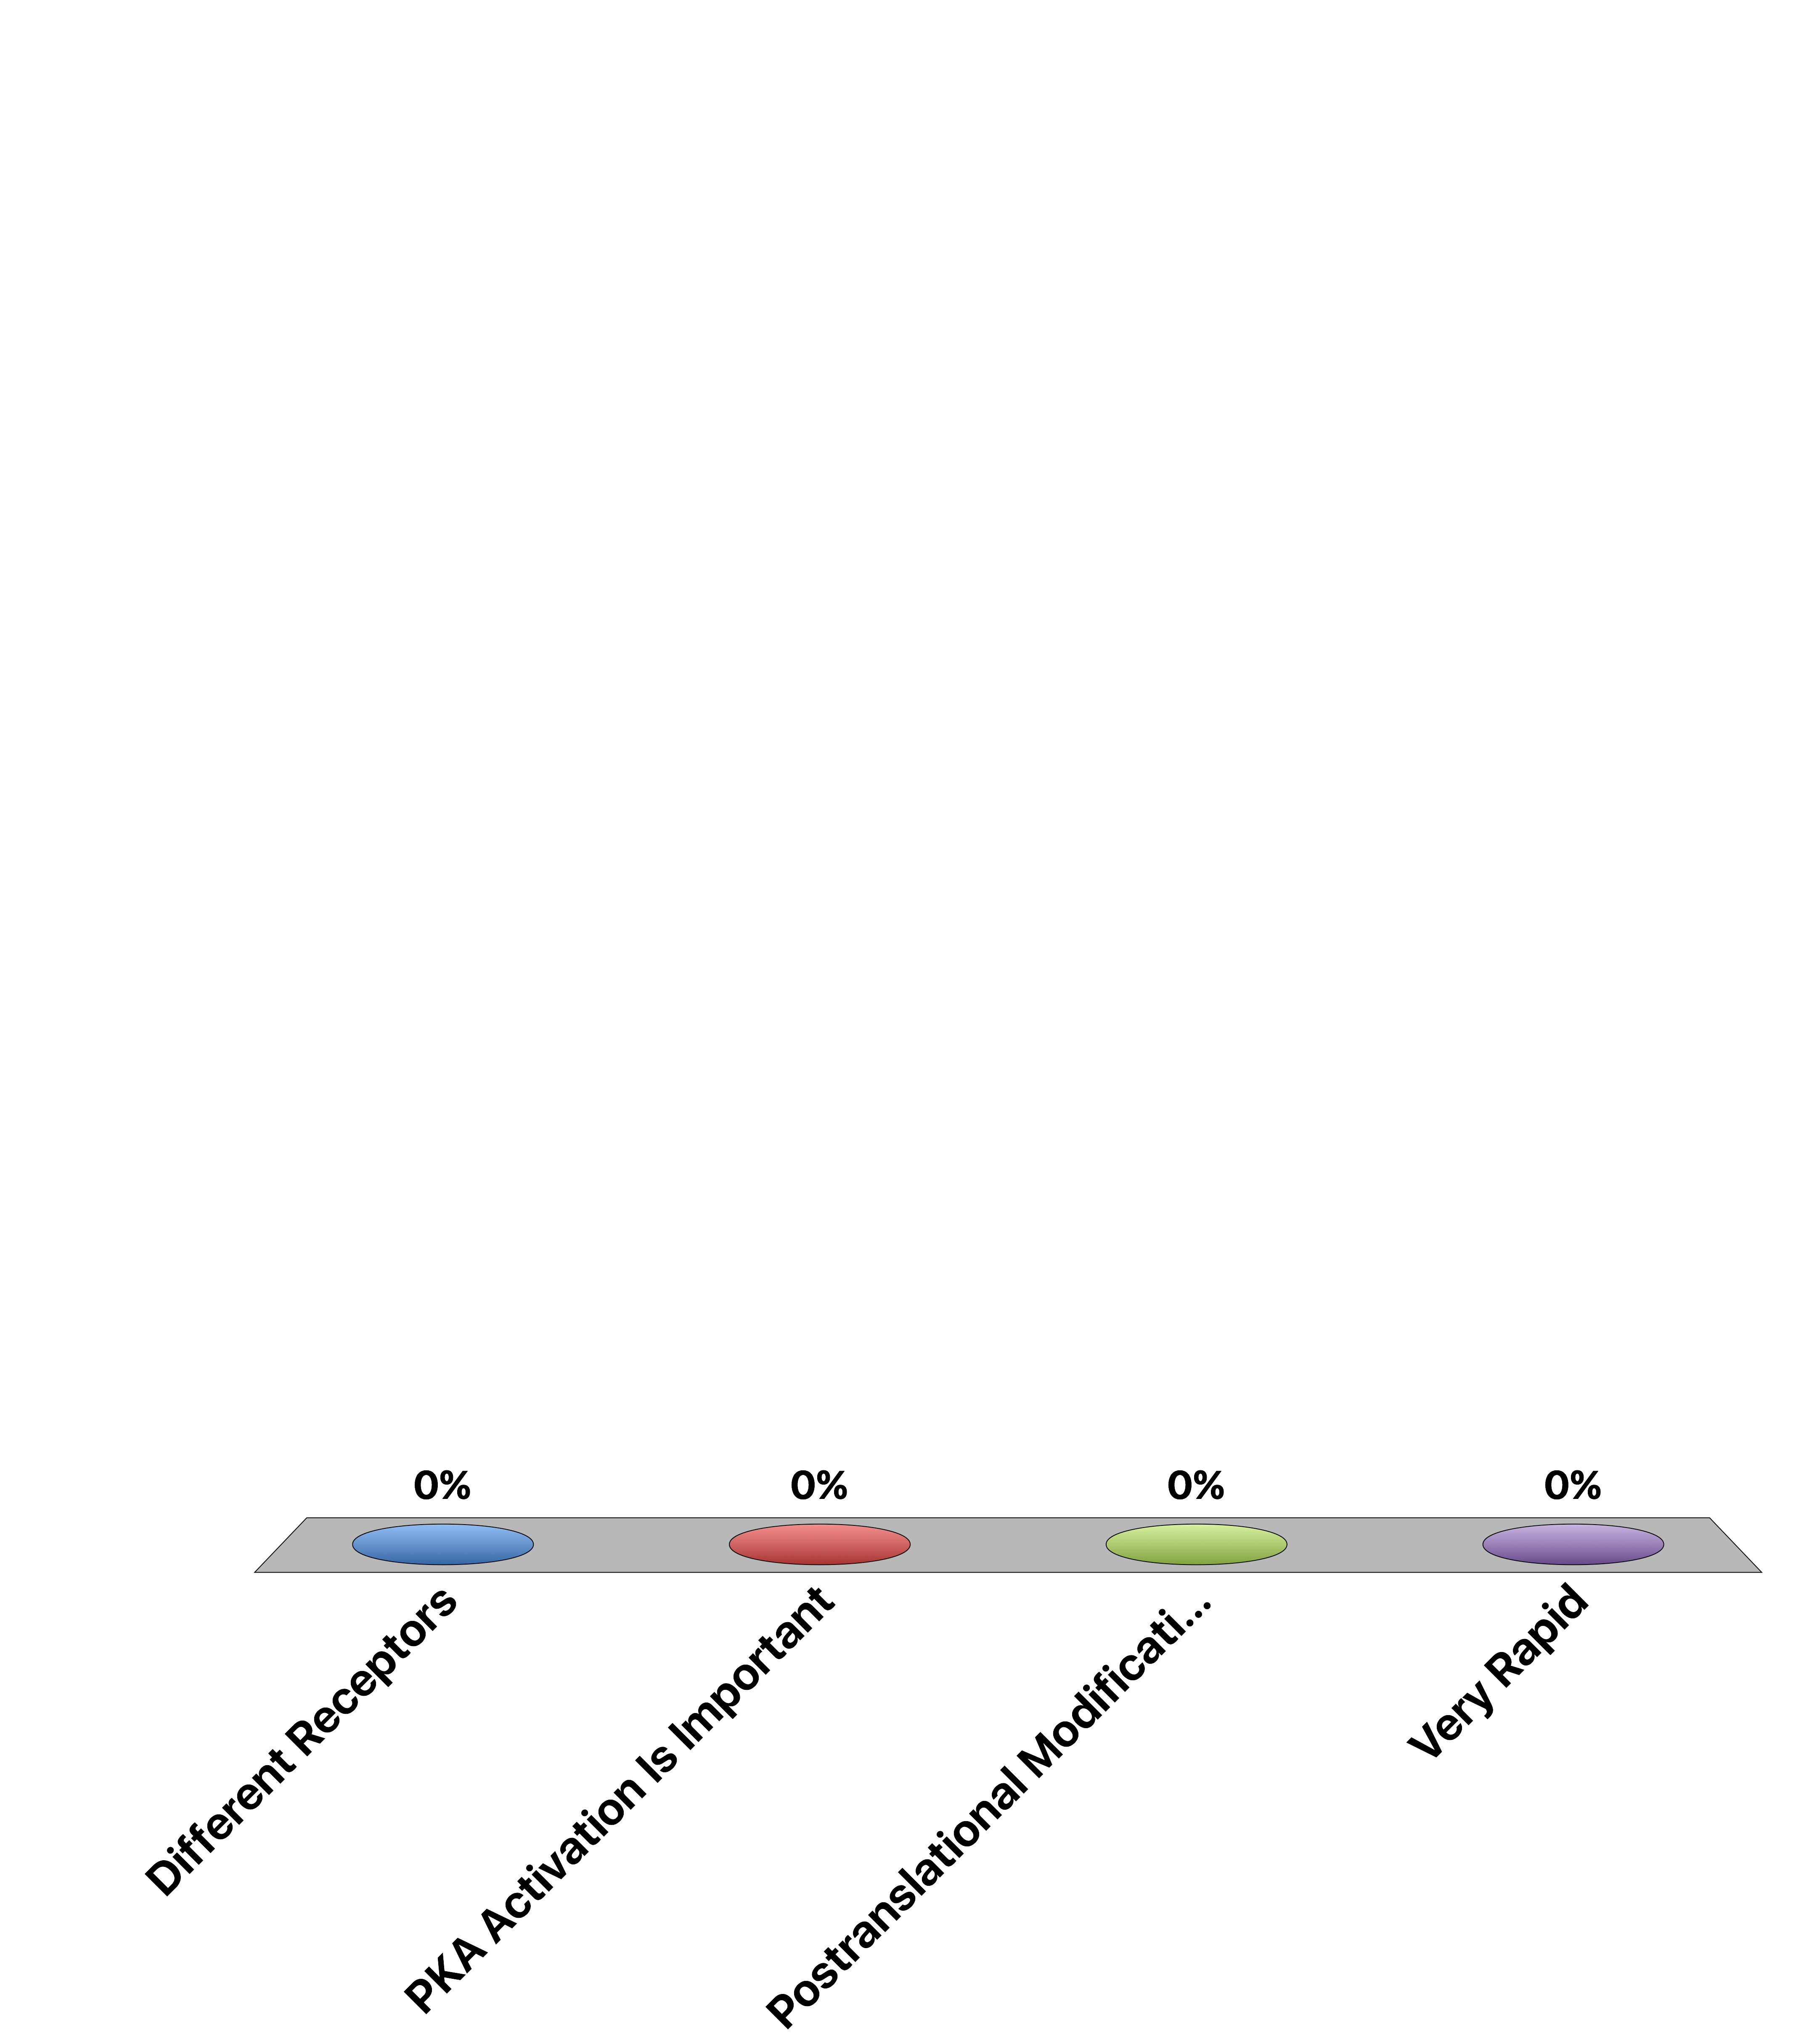 0% 0% 0% 0%
Different Receptors
PKA Activation Is Important
Postranslational Modificati...
Very Rapid